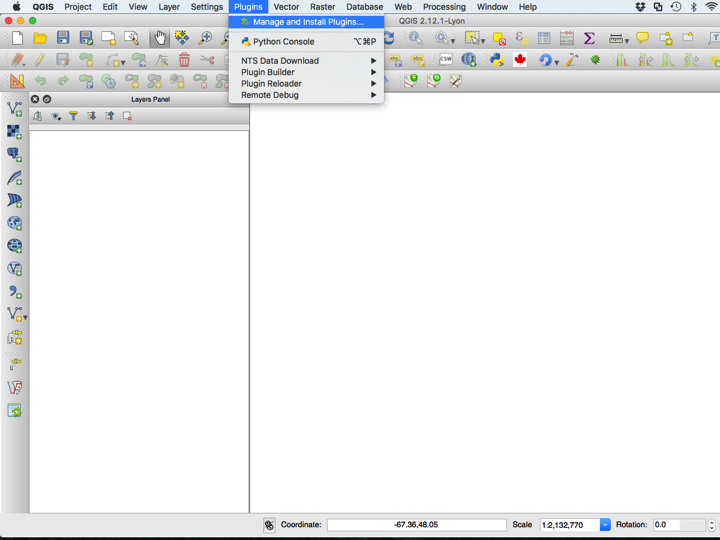 QGIS Project Edit View Layer Settings Plugins Vector Raster Database Web Processing Window Help
QGIS 2.12.1-Lyon
Manage and Install Plugins...
Python Console ⌥⌘P
NTS Data Download
Plugin Builder
Plugin Reloader
Remote Debug
abc abc CSW
Layers Panel
Coordinate: -67.36,48.05 Scale 1:2,132,770 Rotation: 0.0